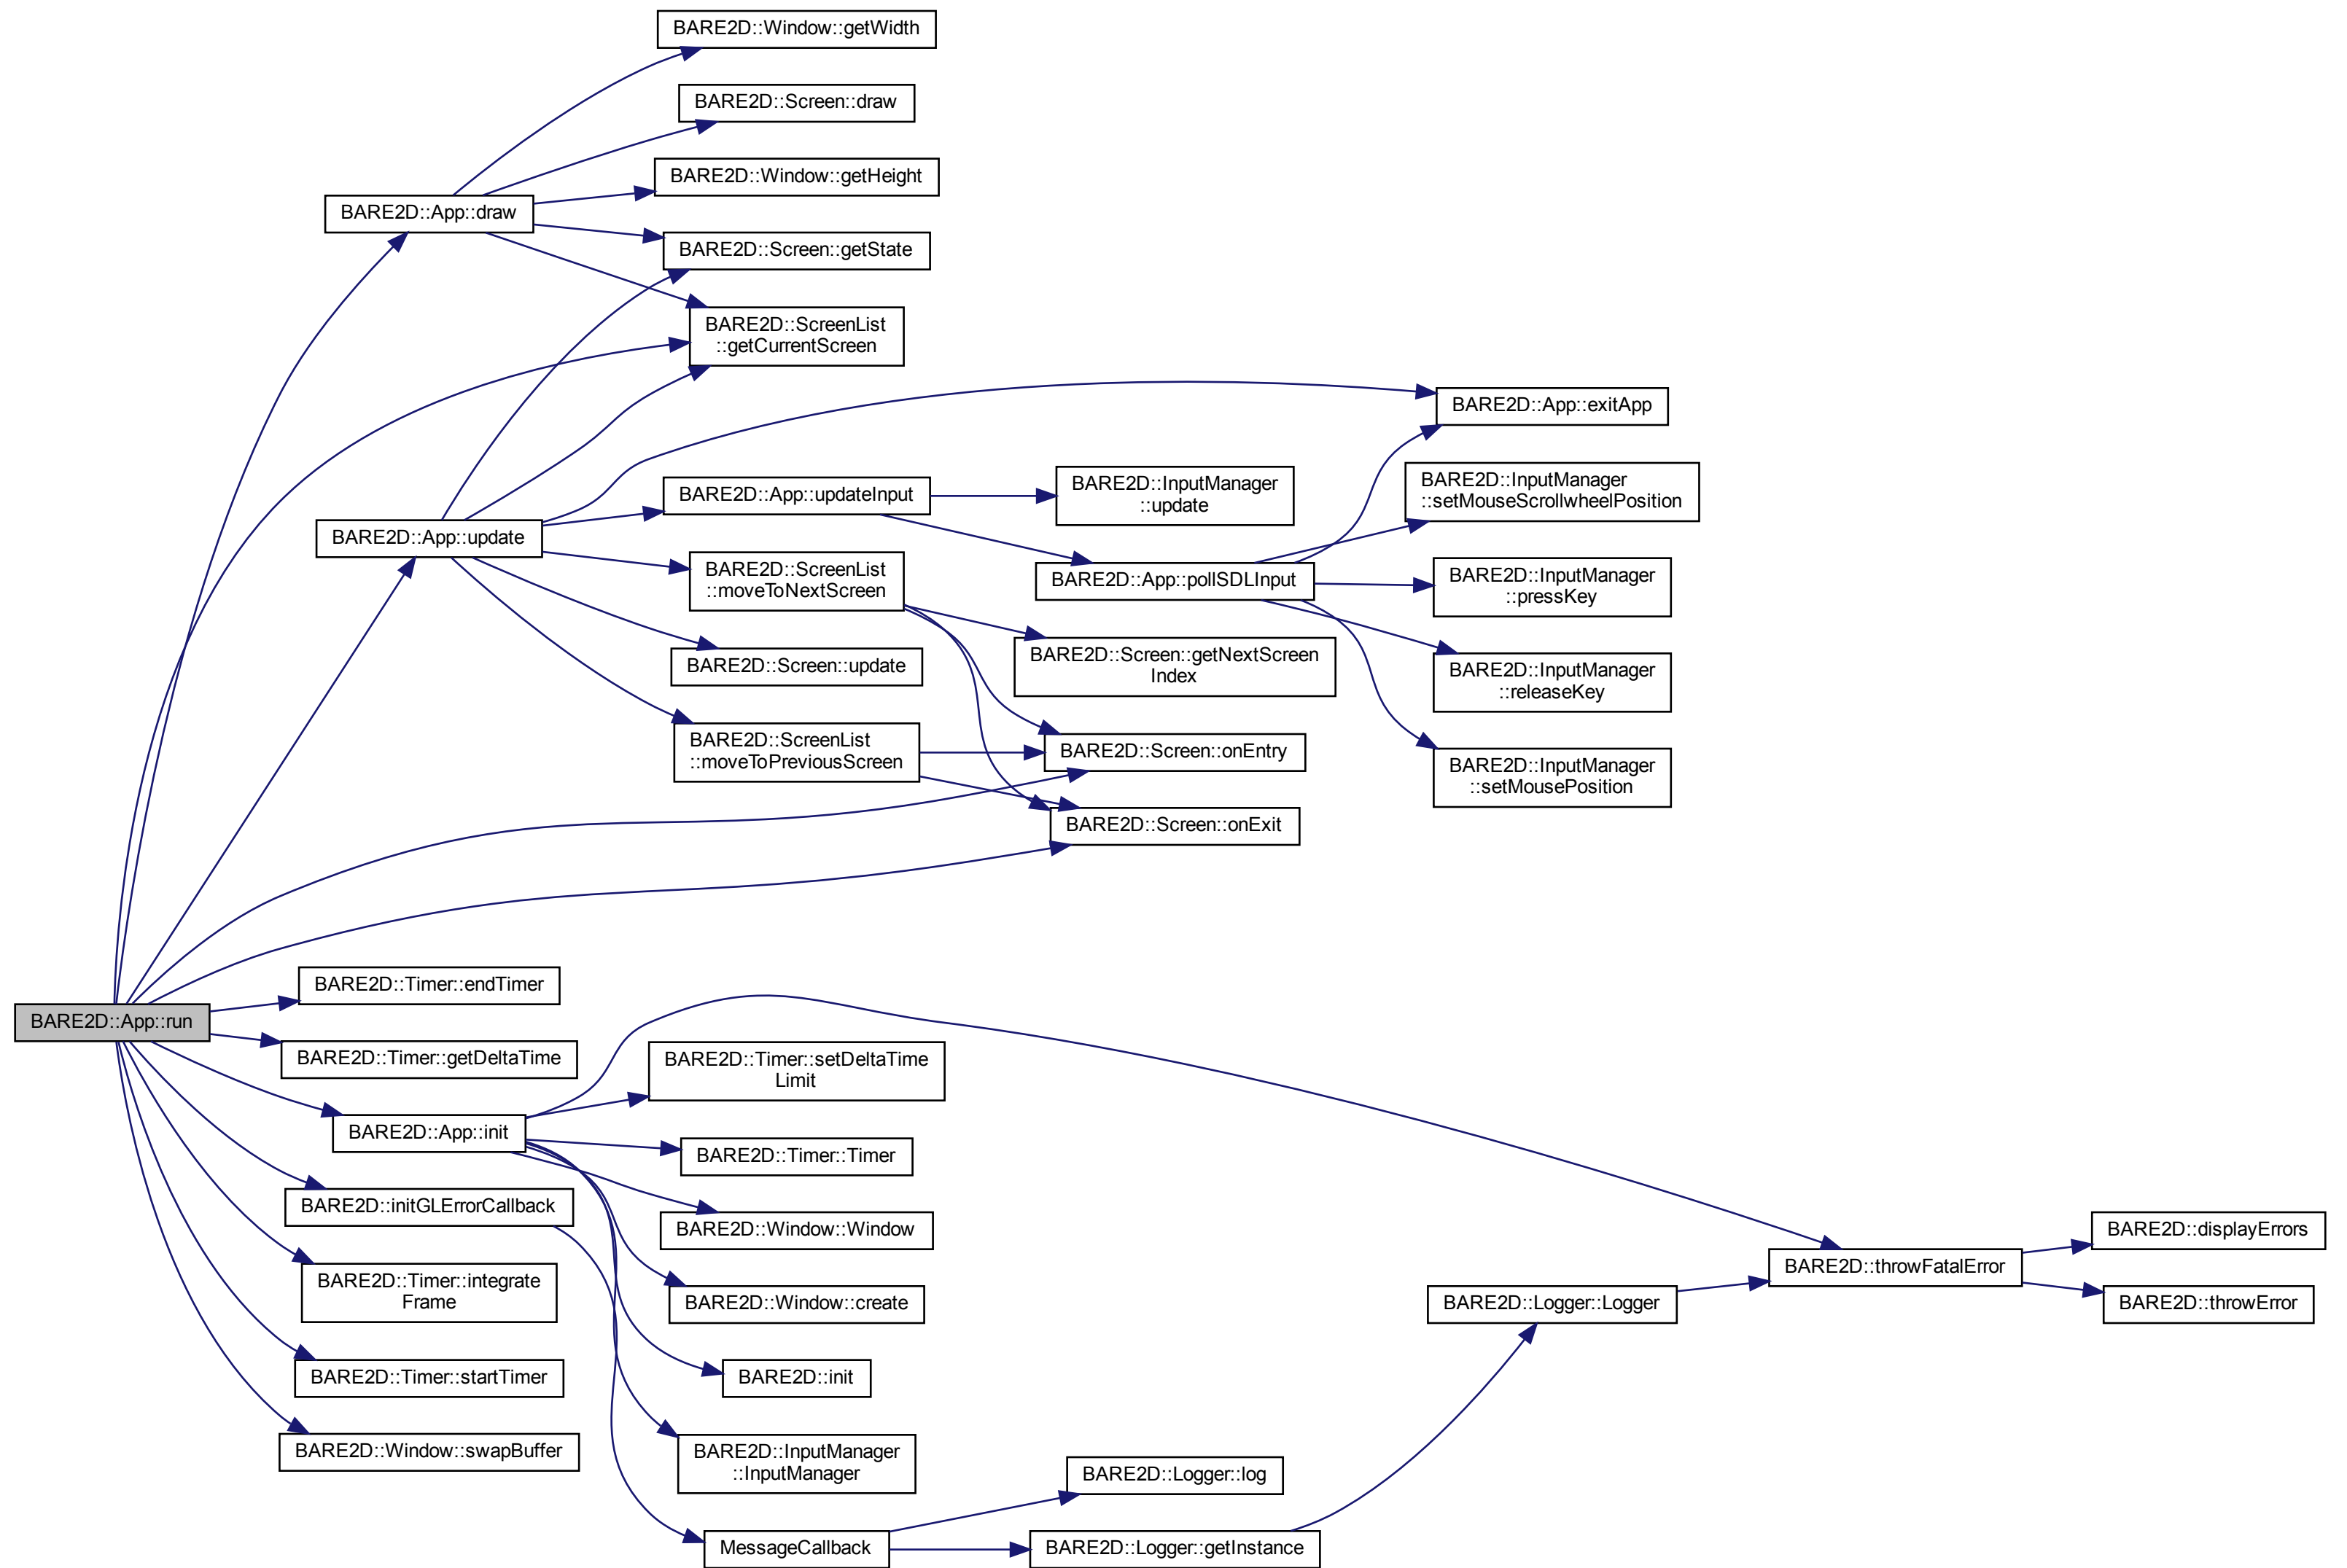 BARE2D::Window::getWidth
BARE2D::Screen::draw
BARE2D::Window::getHeight
BARE2D::App::draw
BARE2D::Screen::getState
BARE2D::ScreenList
::getCurrentScreen
BARE2D::App::exitApp
BARE2D::App::updateInput
BARE2D::InputManager
::update
BARE2D::InputManager
::setMouseScrollwheelPosition
BARE2D::App::update
BARE2D::ScreenList
::moveToNextScreen
BARE2D::App::pollSDLInput
BARE2D::InputManager
::pressKey
BARE2D::Screen::update
BARE2D::Screen::getNextScreen
Index
BARE2D::InputManager
::releaseKey
BARE2D::ScreenList
::moveToPreviousScreen
BARE2D::Screen::onEntry
BARE2D::InputManager
::setMousePosition
BARE2D::Screen::onExit
BARE2D::Timer::endTimer
BARE2D::App::run
BARE2D::Timer::getDeltaTime
BARE2D::Timer::setDeltaTime
Limit
BARE2D::App::init
BARE2D::Timer::Timer
BARE2D::initGLErrorCallback
BARE2D::Window::Window
BARE2D::displayErrors
BARE2D::throwFatalError
BARE2D::Timer::integrate
Frame
BARE2D::Window::create
BARE2D::Logger::Logger
BARE2D::throwError
BARE2D::Timer::startTimer
BARE2D::init
BARE2D::Window::swapBuffer
BARE2D::InputManager
::InputManager
BARE2D::Logger::log
MessageCallback
BARE2D::Logger::getInstance